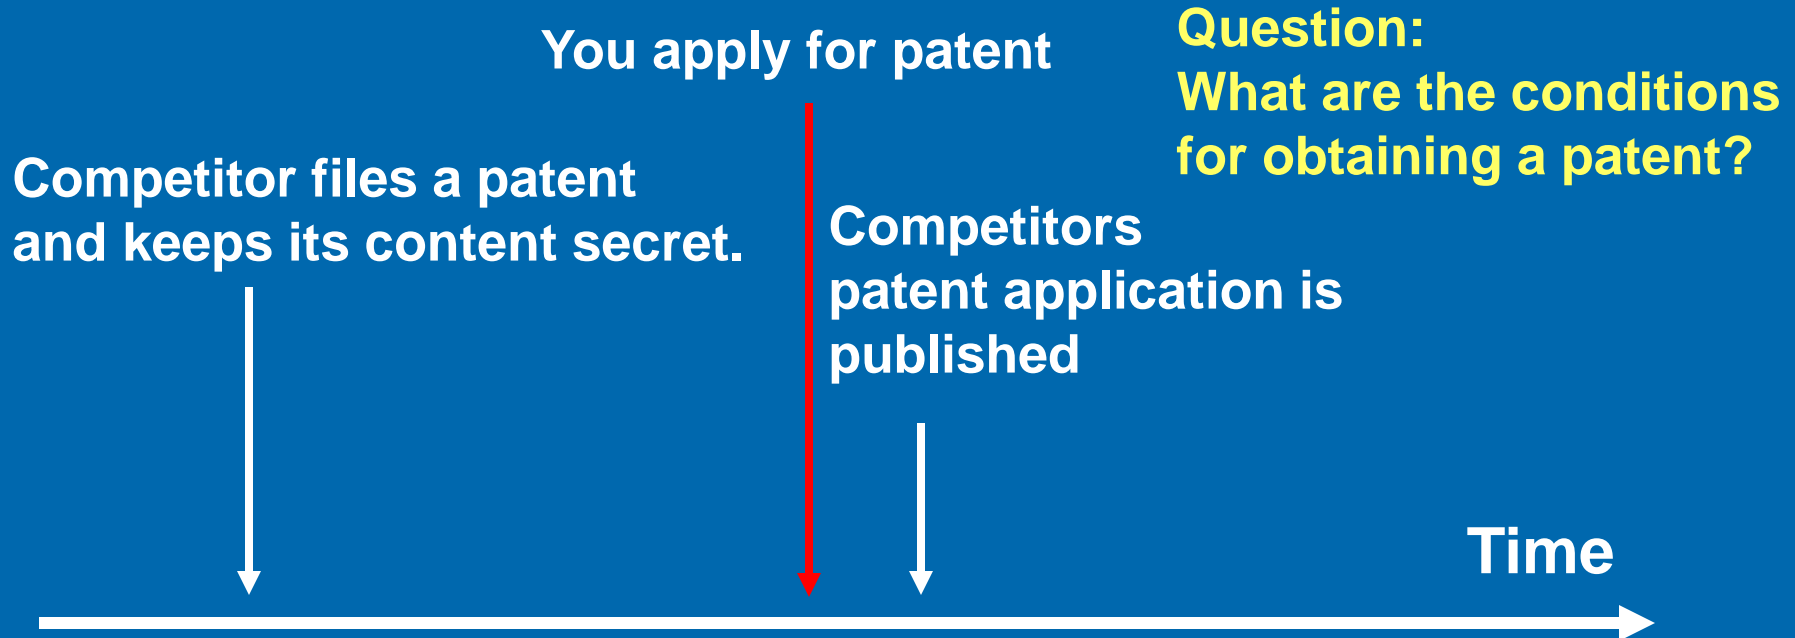 You apply for patent
Question:
What are the conditions
for obtaining a patent?
Competitor files a patent
and keeps its content secret.
Competitors
patent application is
published
Time